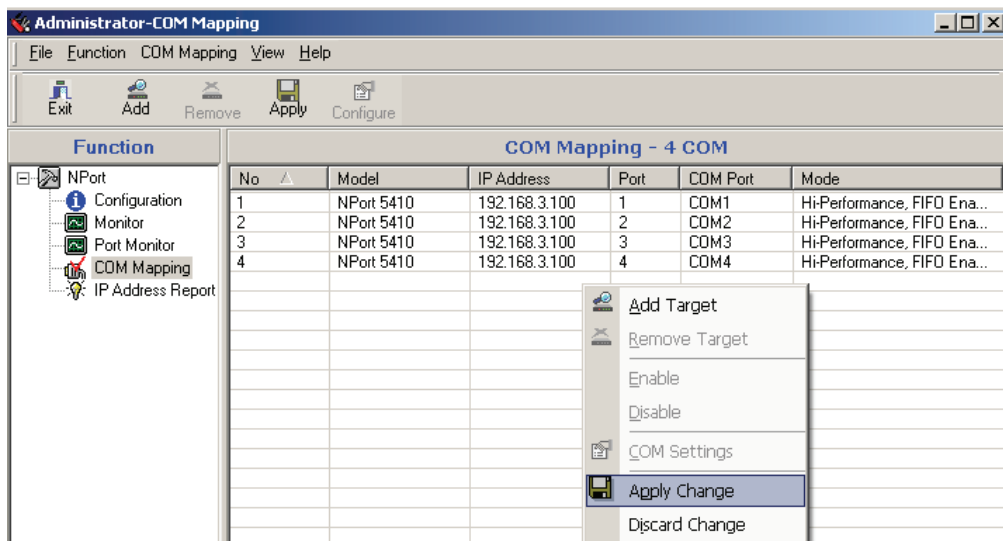 Administrator-COM Mapping
File Function COM Mapping View Help
Exit Add Remove Apply Configure
Function
COM Mapping - 4 COM
NPort
Configuration
Monitor
Port Monitor
COM Mapping
IP Address Report
No Model IP Address Port COM Port Mode
1 NPort 5410 192.168.3.100 1 COM1 Hi-Performance, FIFO Ena...
2 NPort 5410 192.168.3.100 2 COM2 Hi-Performance, FIFO Ena...
3 NPort 5410 192.168.3.100 3 COM3 Hi-Performance, FIFO Ena...
4 NPort 5410 192.168.3.100 4 COM4 Hi-Performance, FIFO Ena...
Add Target
Remove Target
Enable
Disable
COM Settings
Apply Change
Discard Change